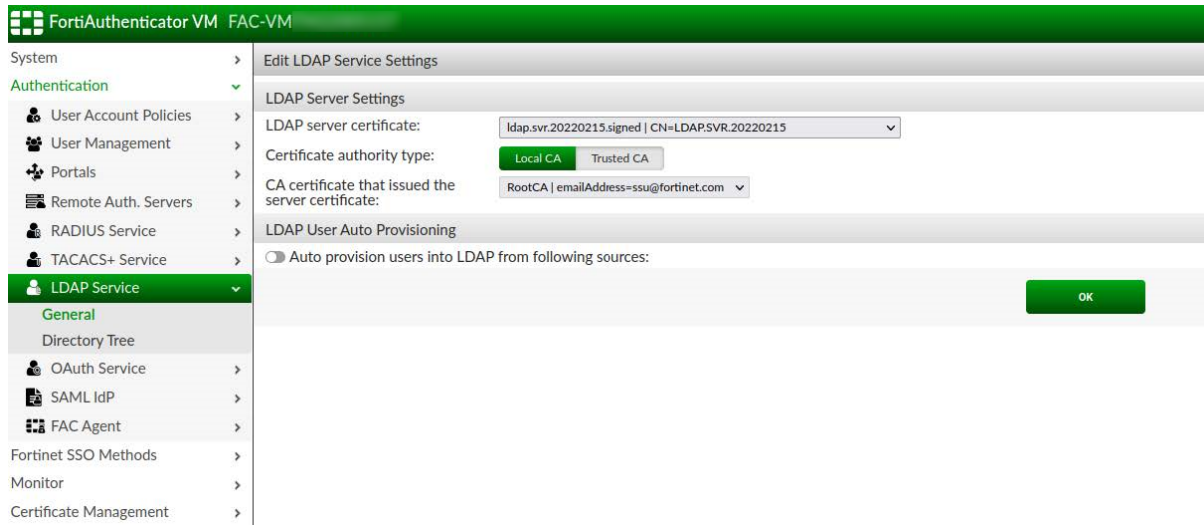 FortiAuthenticator VM FAC-VM
System
Authentication
User Account Policies
User Management
Portals
Remote Auth. Servers
RADIUS Service
TACACS+ Service
LDAP Service
General
Directory Tree
OAuth Service
SAML IdP
FAC Agent
Fortinet SSO Methods
Monitor
Certificate Management
Edit LDAP Service Settings
LDAP Server Settings
LDAP server certificate: ldap.svr.20220215.signed | CN=LDAP.SVR.20220215
Certificate authority type: Local CA Trusted CA
CA certificate that issued the
server certificate: RootCA | emailAddress=ssu@fortinet.com
LDAP User Auto Provisioning
Auto provision users into LDAP from following sources:
OK